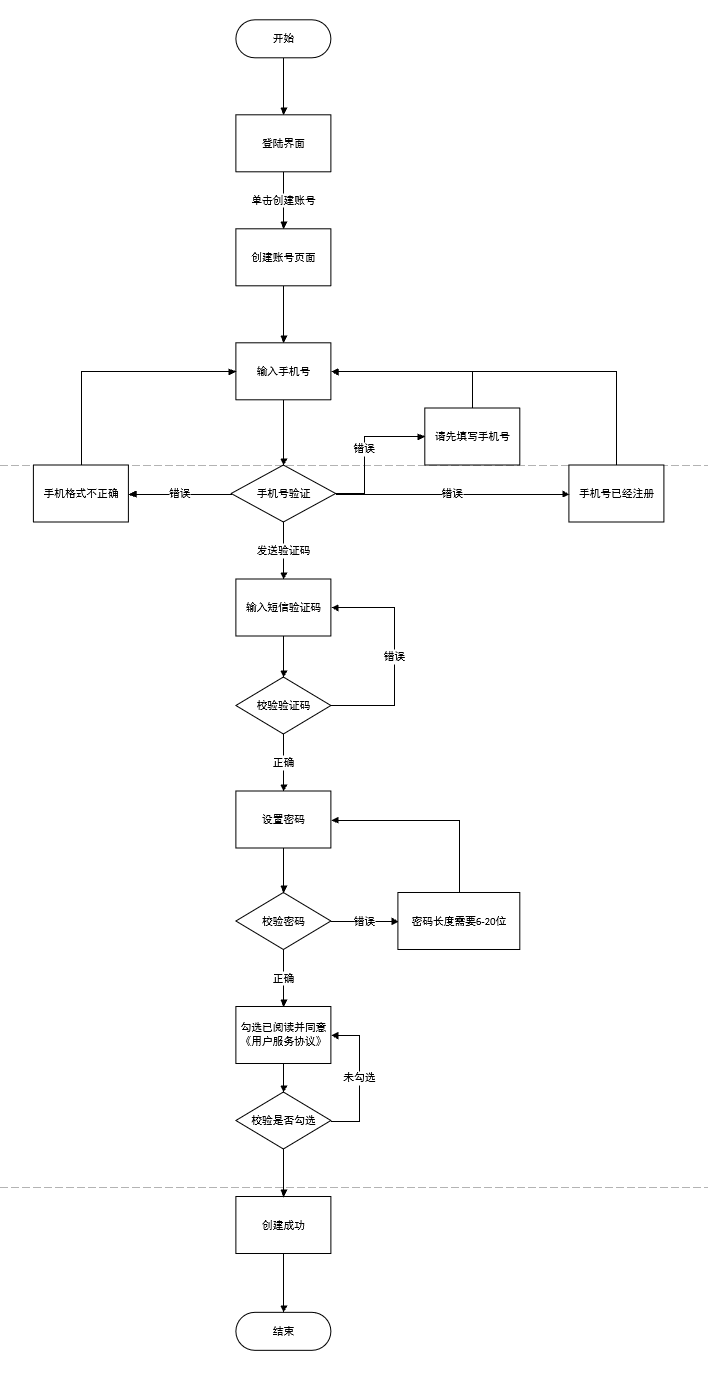 开始
登陆界面
单击创建账号
创建账号页面
输入手机号
请先填写手机号
错误
手机格式不正确
错误
手机号验证
错误
手机号已经注册
发送验证码
输入短信验证码
错误
校验验证码
正确
设置密码
校验密码
错误
密码长度需要6-20位
正确
勾选已阅读并同意
《用户服务协议》
未勾选
校验是否勾选
创建成功
结束